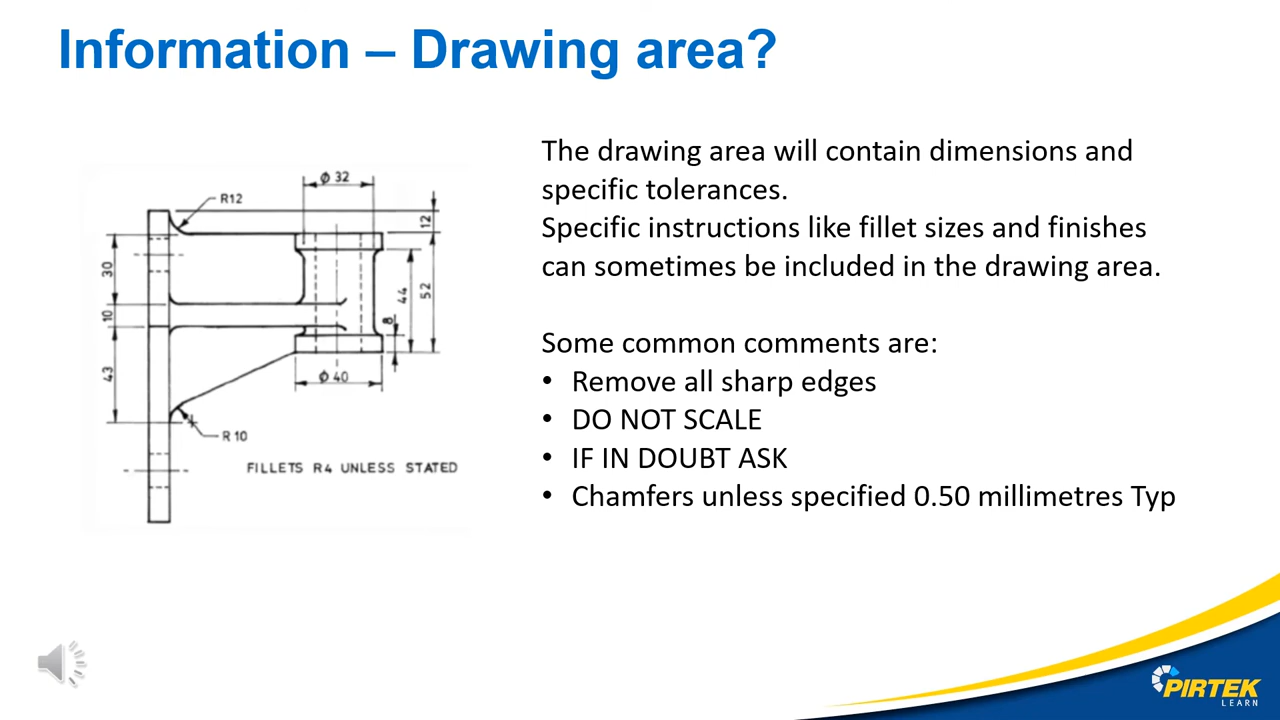 Information – Drawing area?
Φ 32
R12
12
30
10
43
44
52
8
Φ 40
R 10
FILLETS R4 UNLESS STATED
The drawing area will contain dimensions and
specific tolerances.
Specific instructions like fillet sizes and finishes
can sometimes be included in the drawing area.
Some common comments are:
• Remove all sharp edges
• DO NOT SCALE
• IF IN DOUBT ASK
• Chamfers unless specified 0.50 millimetres Typ
PIRTEK
LEARN